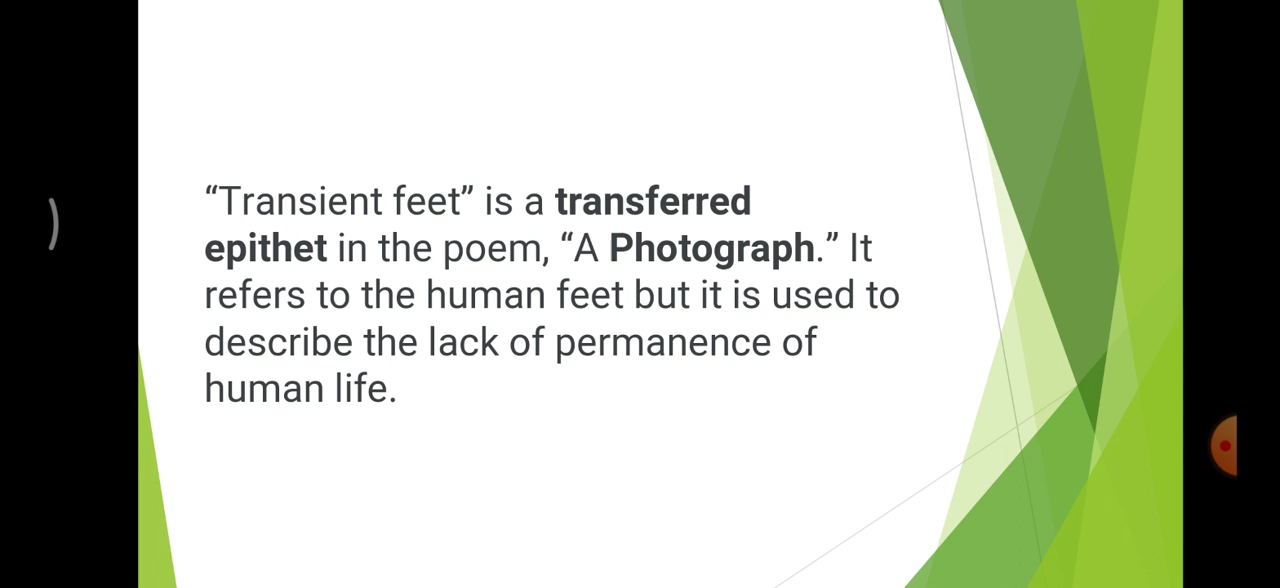 “Transient feet” is a transferred
epithet in the poem, “A Photograph.” It
refers to the human feet but it is used to
describe the lack of permanence of
human life.